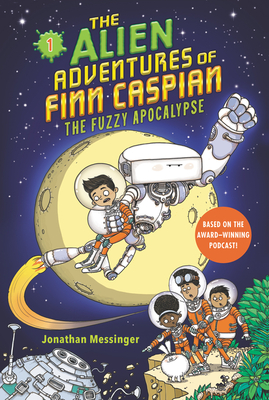 THE
1
ALIEN
ADVENTURES OF
FINN CASPIAN
THE FUZZY APOCALYPSE
BASED ON THE
AWARD-WINNING
PODCAST!
Jonathan Messinger